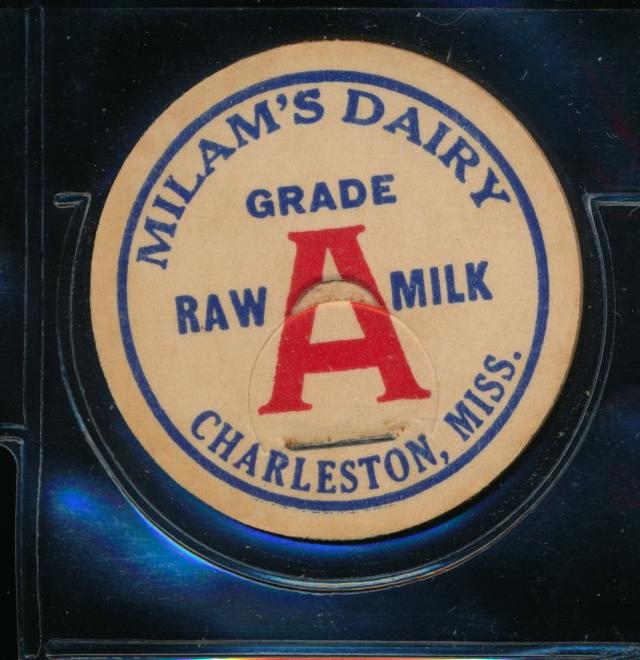 MILAM'S DAIRY
GRADE
A
RAW MILK
CHARLESTON, MISS.